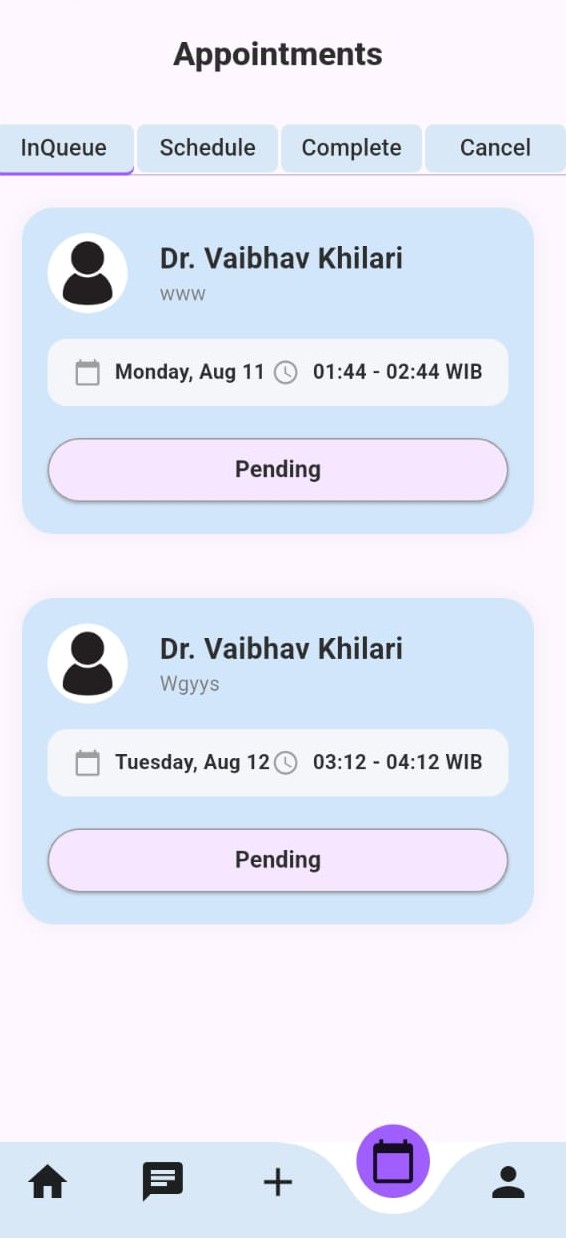 Appointments
InQueue Schedule Complete Cancel
Dr. Vaibhav Khilari
www
Monday, Aug 11 01:44 - 02:44 WIB
Pending
Dr. Vaibhav Khilari
Wgyys
Tuesday, Aug 12 03:12 - 04:12 WIB
Pending